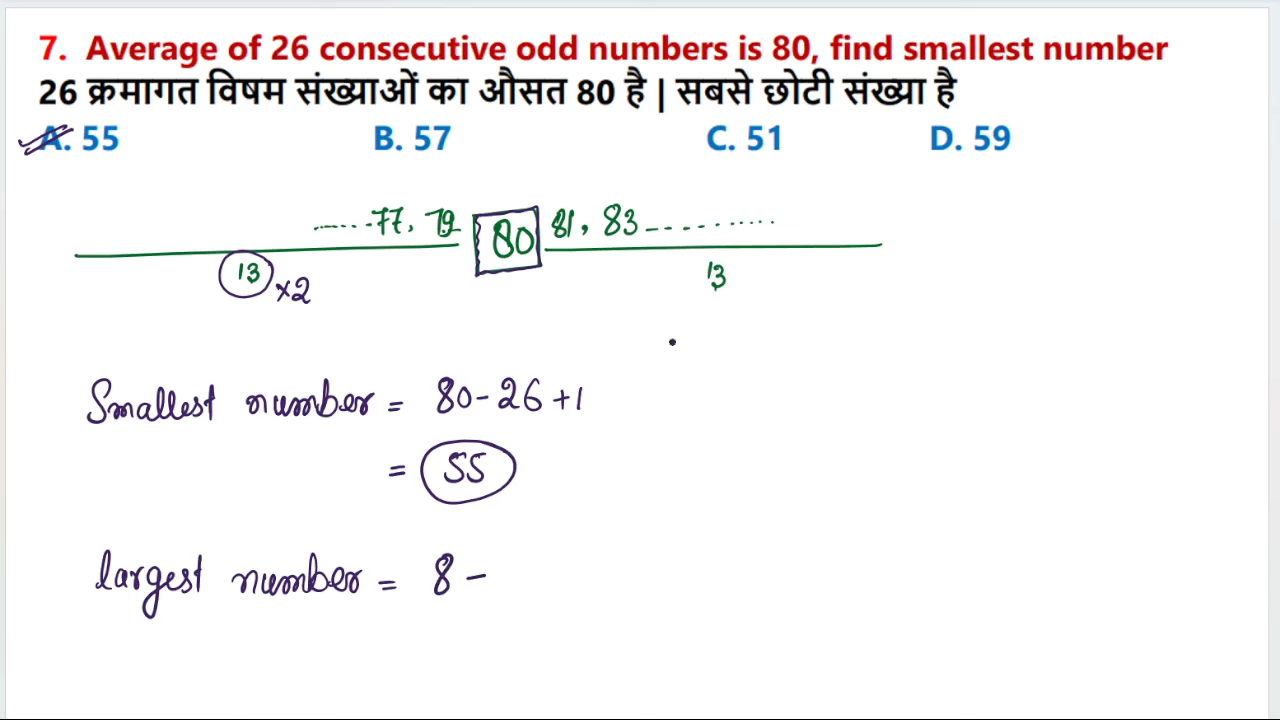 7. Average of 26 consecutive odd numbers is 80, find smallest number
26 क्रमागत विषम संख्याओं का औसत 80 है | सबसे छोटी संख्या है
A. 55 B. 57 C. 51 D. 59
......77, 79 80 81, 83..........
13 ×2 13
Smallest number = 80-26+1
= 55
largest number = 8 -